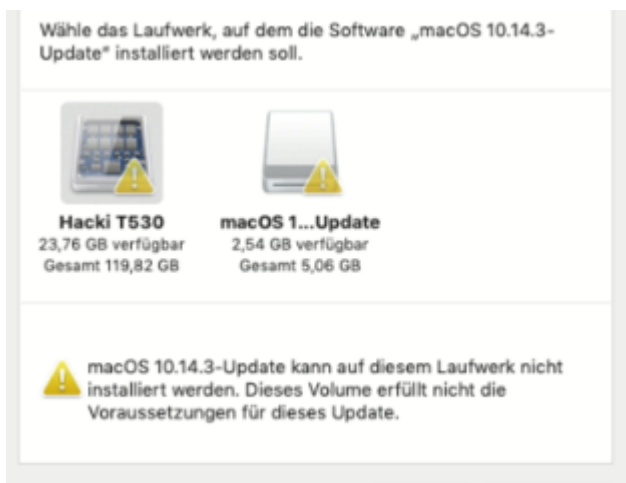 Wähle das Laufwerk, auf dem die Software „macOS 10.14.3-
Update“ installiert werden soll.
Hacki T530
23,76 GB verfügbar
Gesamt 119,82 GB
macOS 1...Update
2,54 GB verfügbar
Gesamt 5,06 GB
macOS 10.14.3-Update kann auf diesem Laufwerk nicht
installiert werden. Dieses Volume erfüllt nicht die
Voraussetzungen für dieses Update.